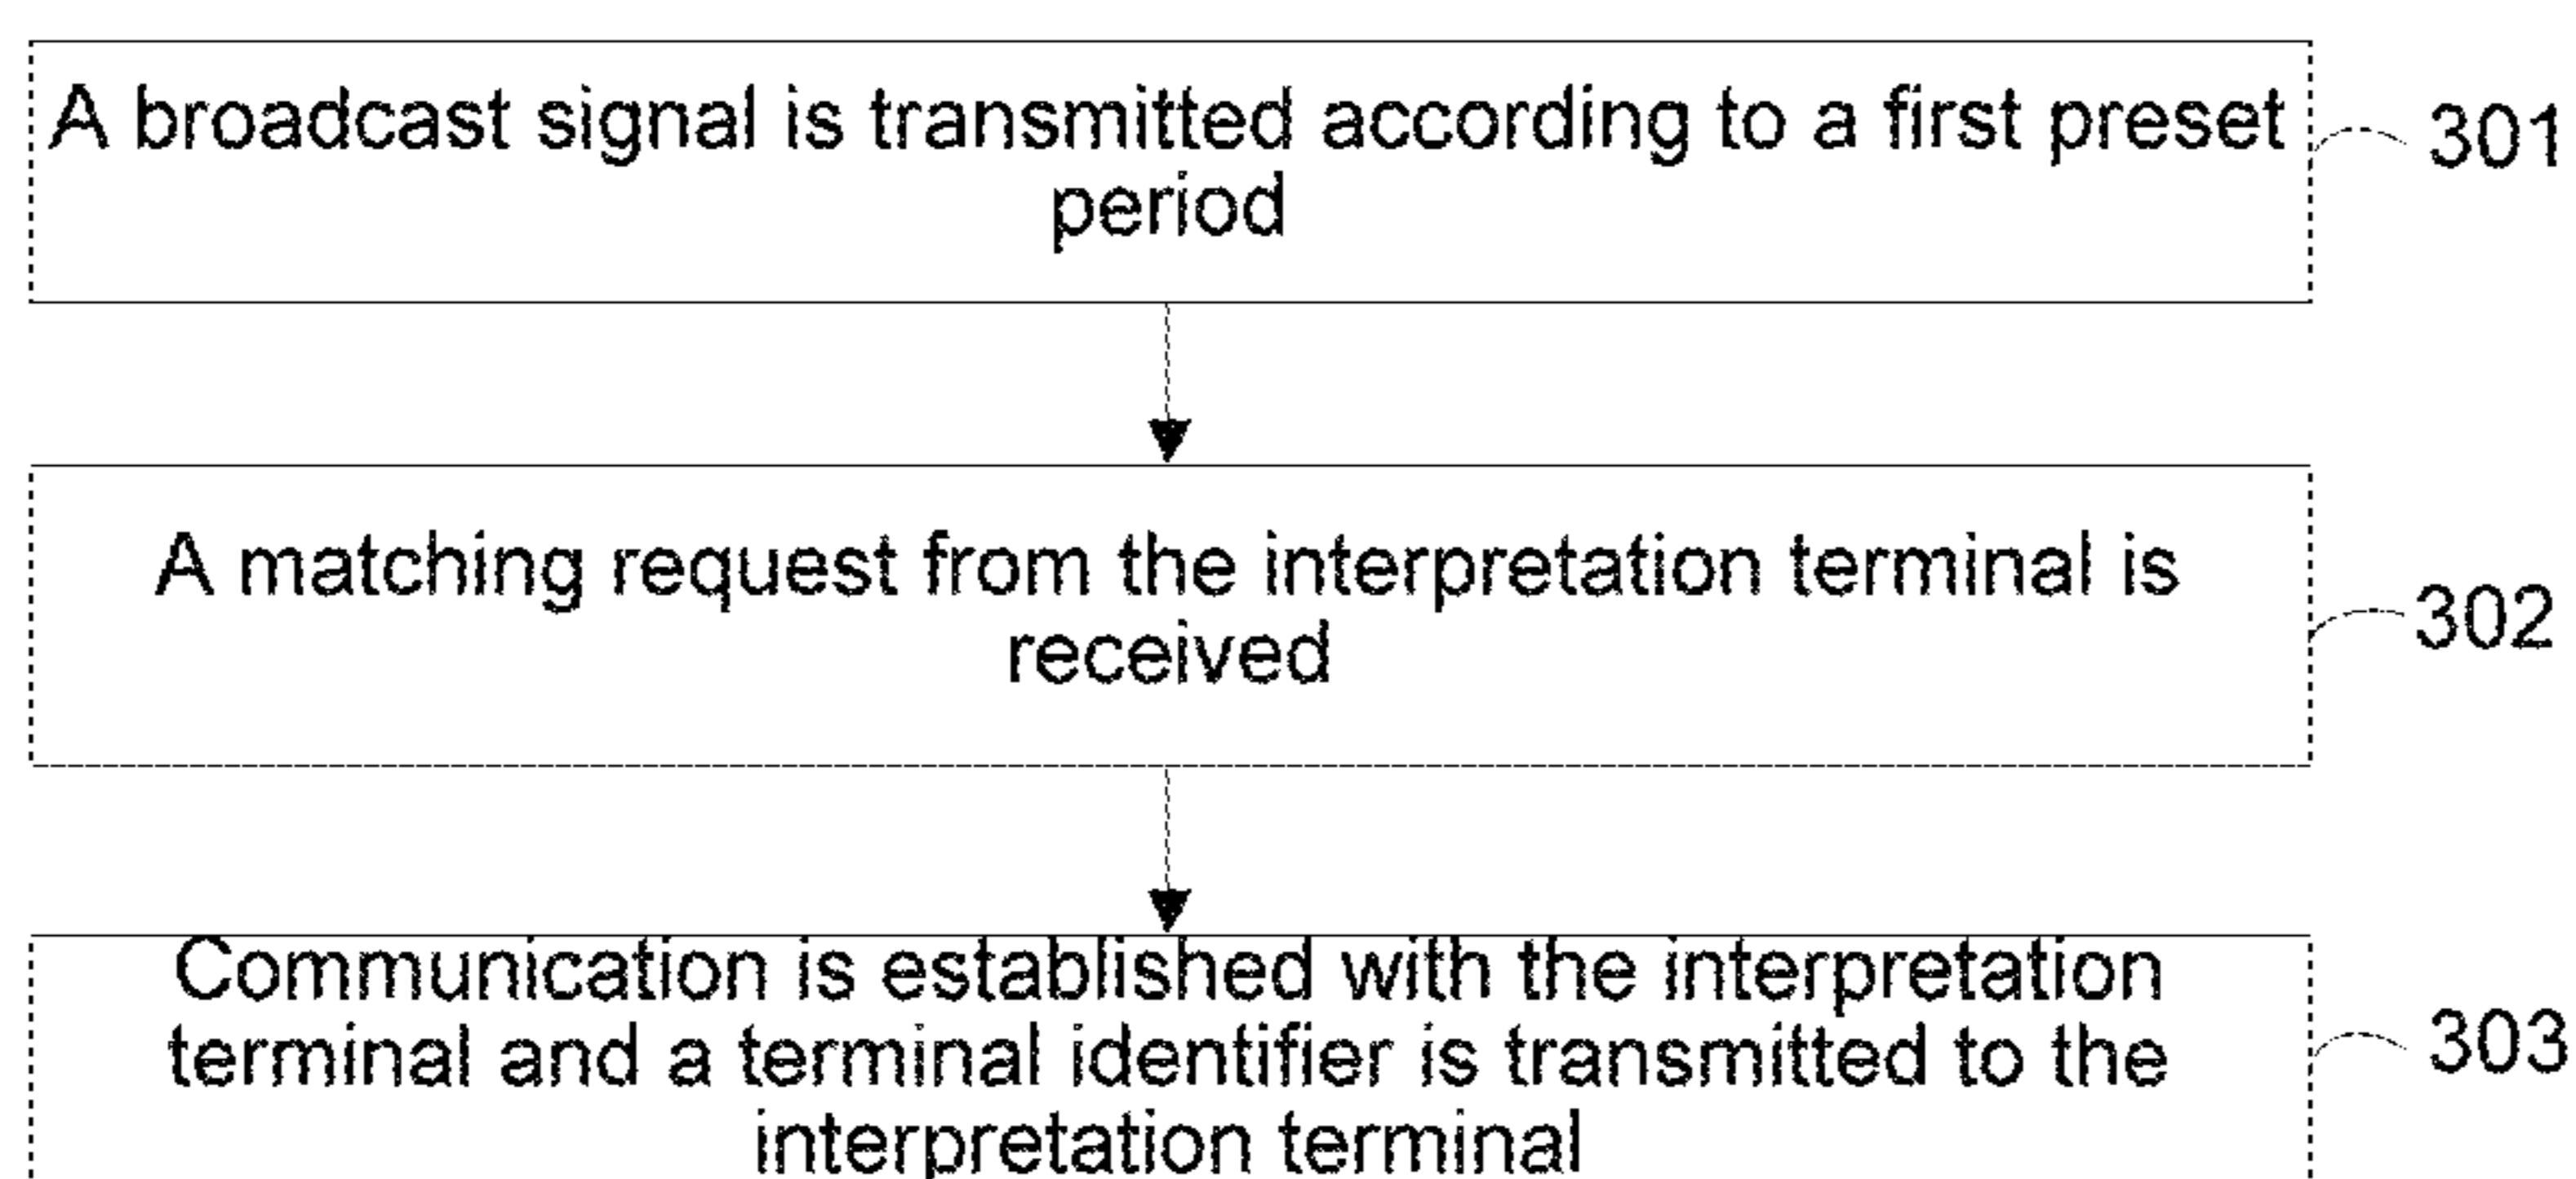 A broadcast signal is transmitted according to a first preset
period
301
A matching request from the interpretation terminal is
received
302
Communication is established with the interpretation
terminal and a terminal identifier is transmitted to the
interpretation terminal
303